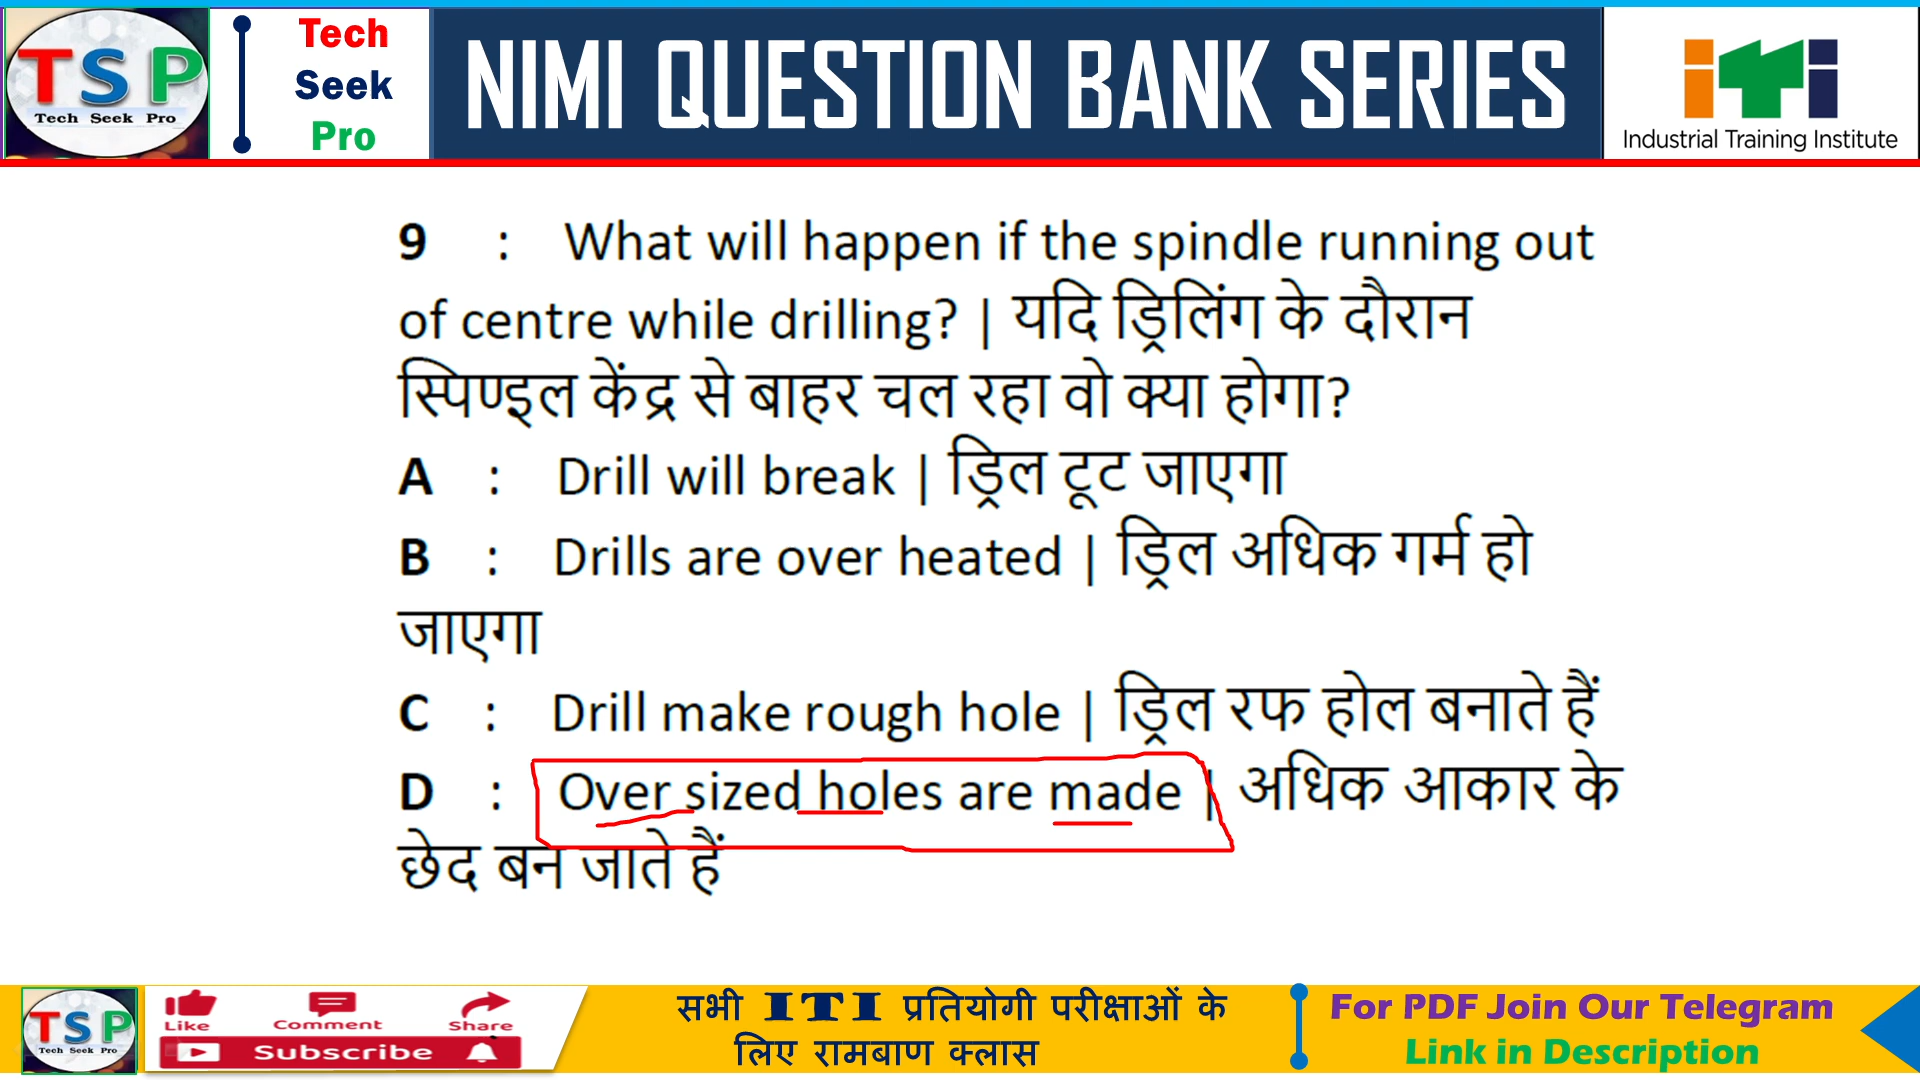 TSP
Tech Seek Pro
Tech
Seek
Pro
NIMI QUESTION BANK SERIES
iTi
Industrial Training Institute
9 : What will happen if the spindle running out
of centre while drilling? | यदि ड्रिलिंग के दौरान
स्पिण्इल केंद्र से बाहर चल रहा वो क्या होगा?
A : Drill will break | ड्रिल टूट जाएगा
B : Drills are over heated | ड्रिल अधिक गर्म हो
जाएगा
C : Drill make rough hole | ड्रिल रफ होल बनाते हैं
D : Over sized holes are made | अधिक आकार के
छेद बन जाते हैं
TSP
Tech Seek Pro
Like Comment Share
Subscribe
सभी ITI प्रतियोगी परीक्षाओं के
लिए रामबाण क्लास
For PDF Join Our Telegram
Link in Description